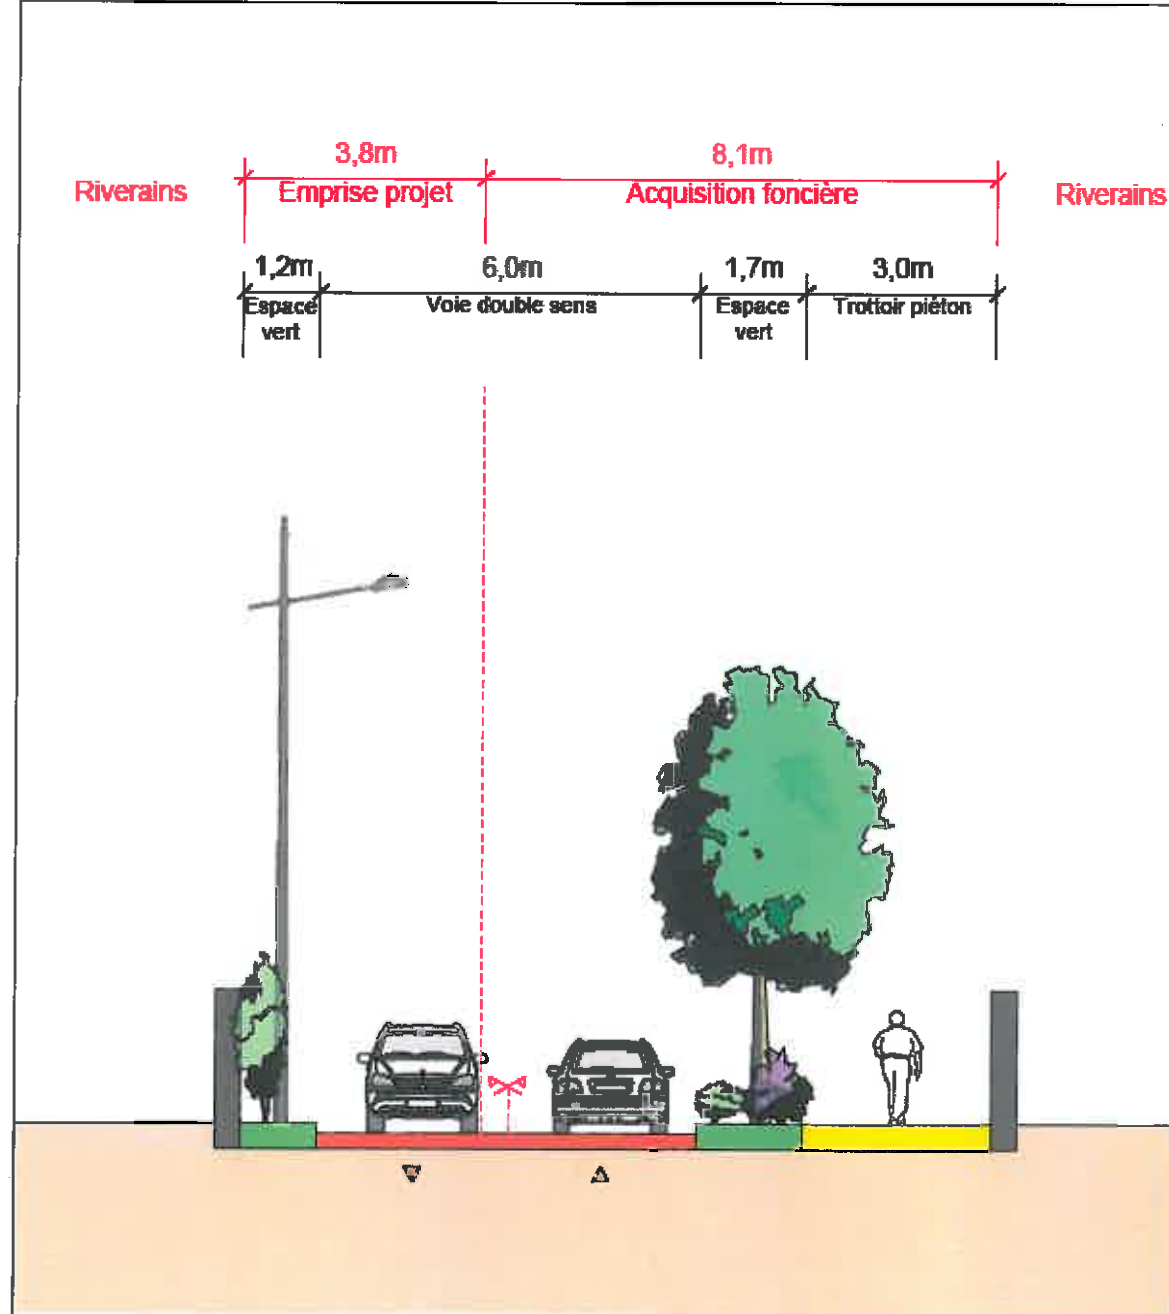 3,8m 8,1m
Riverains Emprise projet Acquisition foncière Riverains
1,2m 6,0m 1,7m 3,0m
Espace Voie double sens Espace Trottoir piéton
vert vert